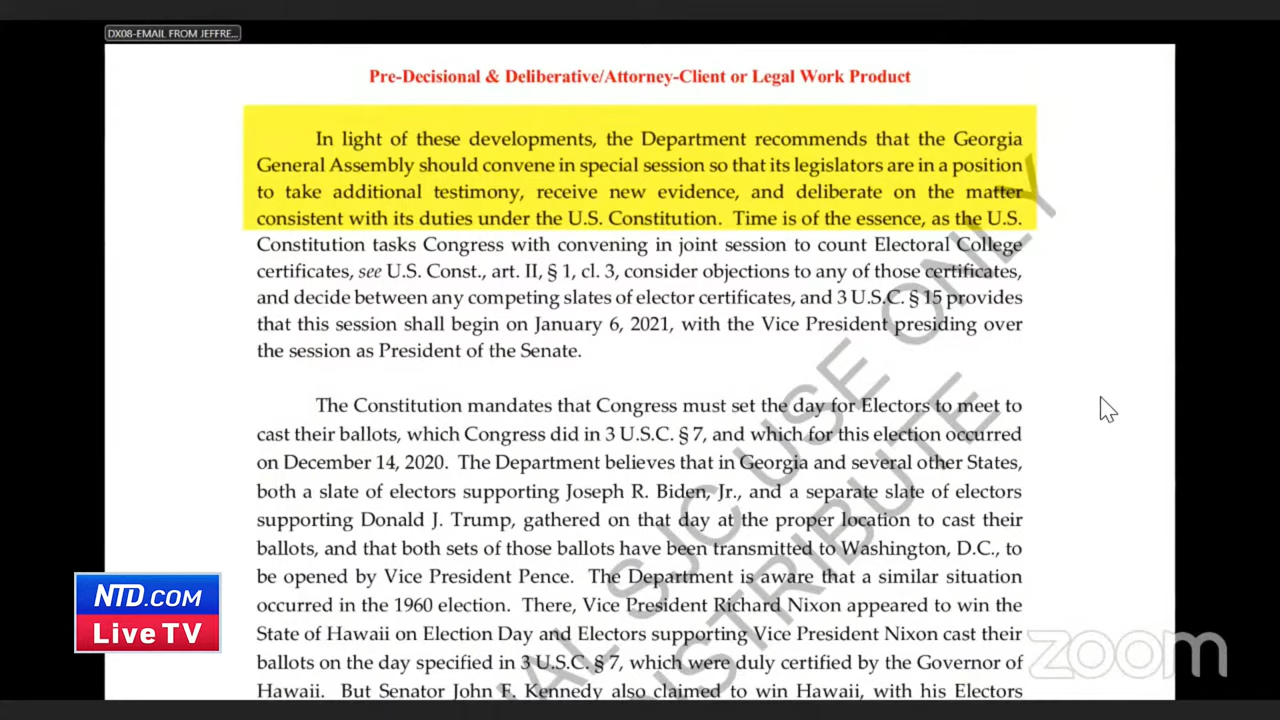 DX08-EMAIL FROM JEFFRE...
Pre-Decisional & Deliberative/Attorney-Client or Legal Work Product
In light of these developments, the Department recommends that the Georgia
General Assembly should convene in special session so that its legislators are in a position
to take additional testimony, receive new evidence, and deliberate on the matter
consistent with its duties under the U.S. Constitution. Time is of the essence, as the U.S.
Constitution tasks Congress with convening in joint session to count Electoral College
certificates, see U.S. Const., art. II, § 1, cl. 3, consider objections to any of those certificates,
and decide between any competing slates of elector certificates, and 3 U.S.C. § 15 provides
that this session shall begin on January 6, 2021, with the Vice President presiding over
the session as President of the Senate.
The Constitution mandates that Congress must set the day for Electors to meet to
cast their ballots, which Congress did in 3 U.S.C. § 7, and which for this election occurred
on December 14, 2020. The Department believes that in Georgia and several other States,
both a slate of electors supporting Joseph R. Biden, Jr., and a separate slate of electors
supporting Donald J. Trump, gathered on that day at the proper location to cast their
ballots, and that both sets of those ballots have been transmitted to Washington, D.C., to
be opened by Vice President Pence. The Department is aware that a similar situation
occurred in the 1960 election. There, Vice President Richard Nixon appeared to win the
State of Hawaii on Election Day and Electors supporting Vice President Nixon cast their
ballots on the day specified in 3 U.S.C. § 7, which were duly certified by the Governor of
Hawaii. But Senator John F. Kennedy also claimed to win Hawaii, with his Electors
IAL SJC USE ONLY
DISTRIBUTE
NTD.COM
Live TV
zoom